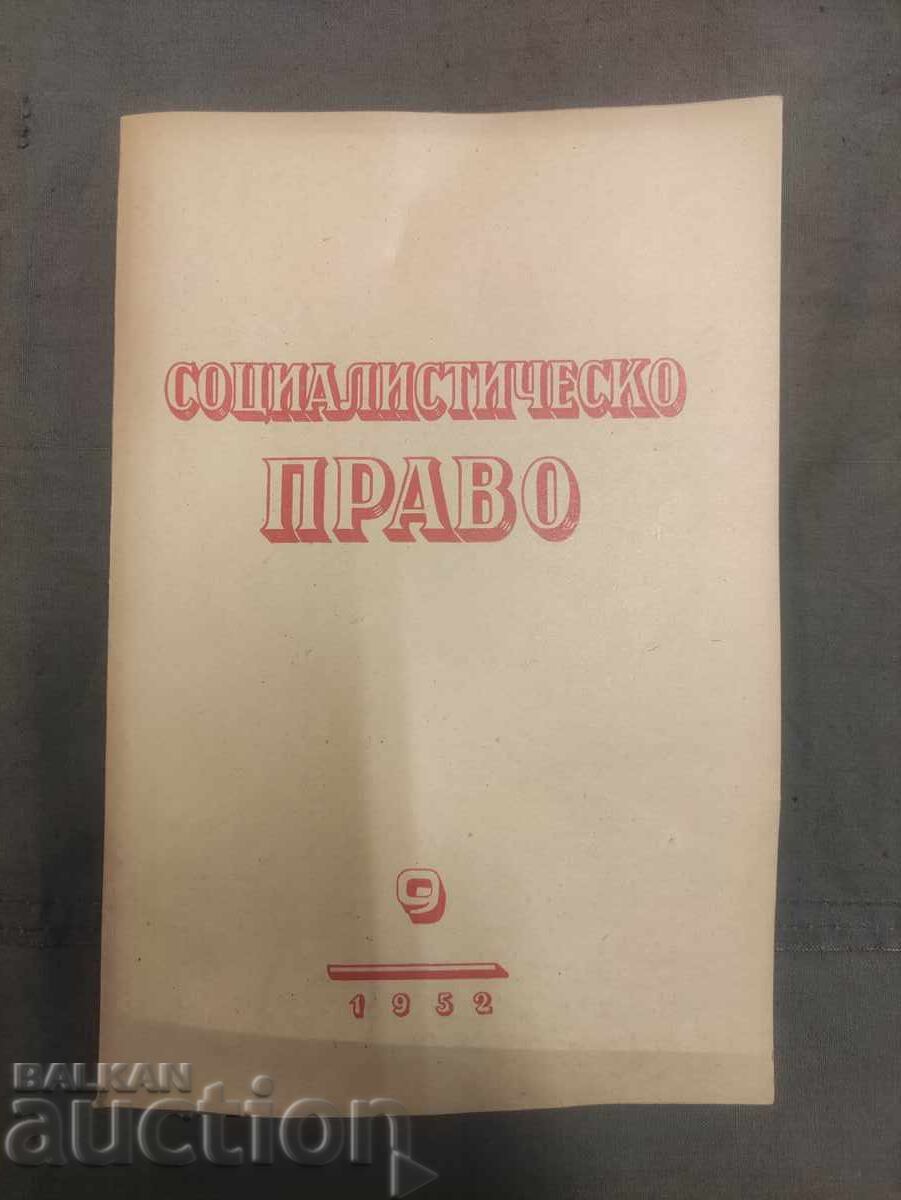 СОЦИАЛИСТИЧЕСКО
ПРАВО
9
1952
BALKAN
auction